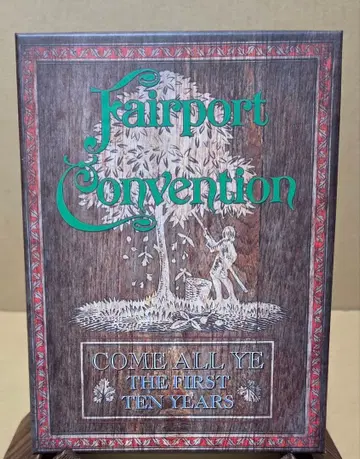 Fairport
Convention
COME ALL YE
THE FIRST
TEN YEARS